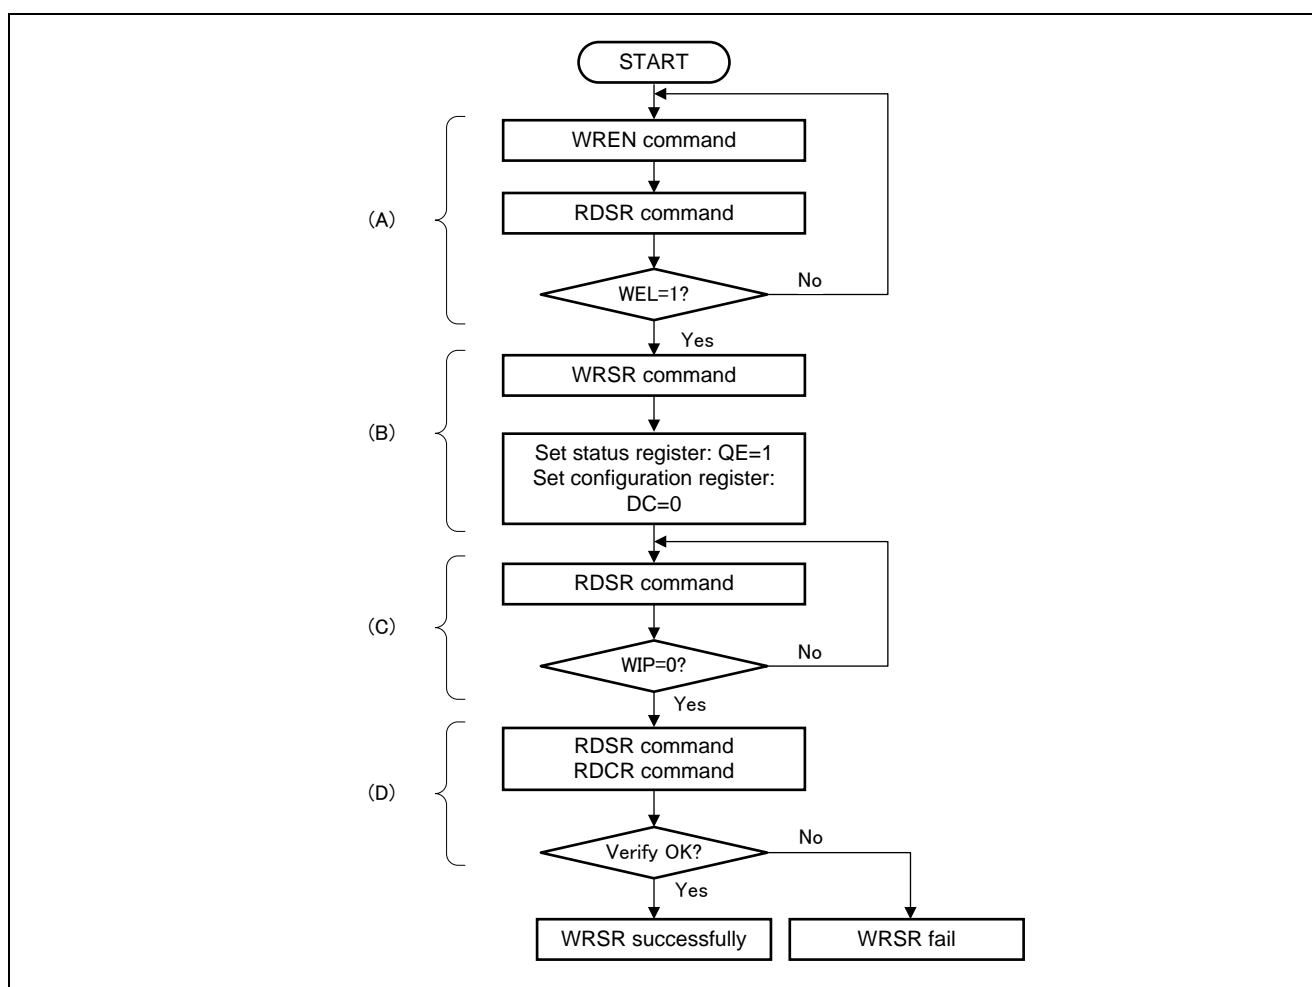 START
WREN command
RDSR command
(A)
WEL=1?
No
Yes
WRSR command
(B)
Set status register: QE=1
Set configuration register:
DC=0
RDSR command
(C)
WIP=0?
No
Yes
RDSR command
RDCR command
(D)
Verify OK?
No
Yes
WRSR successfully
WRSR fail